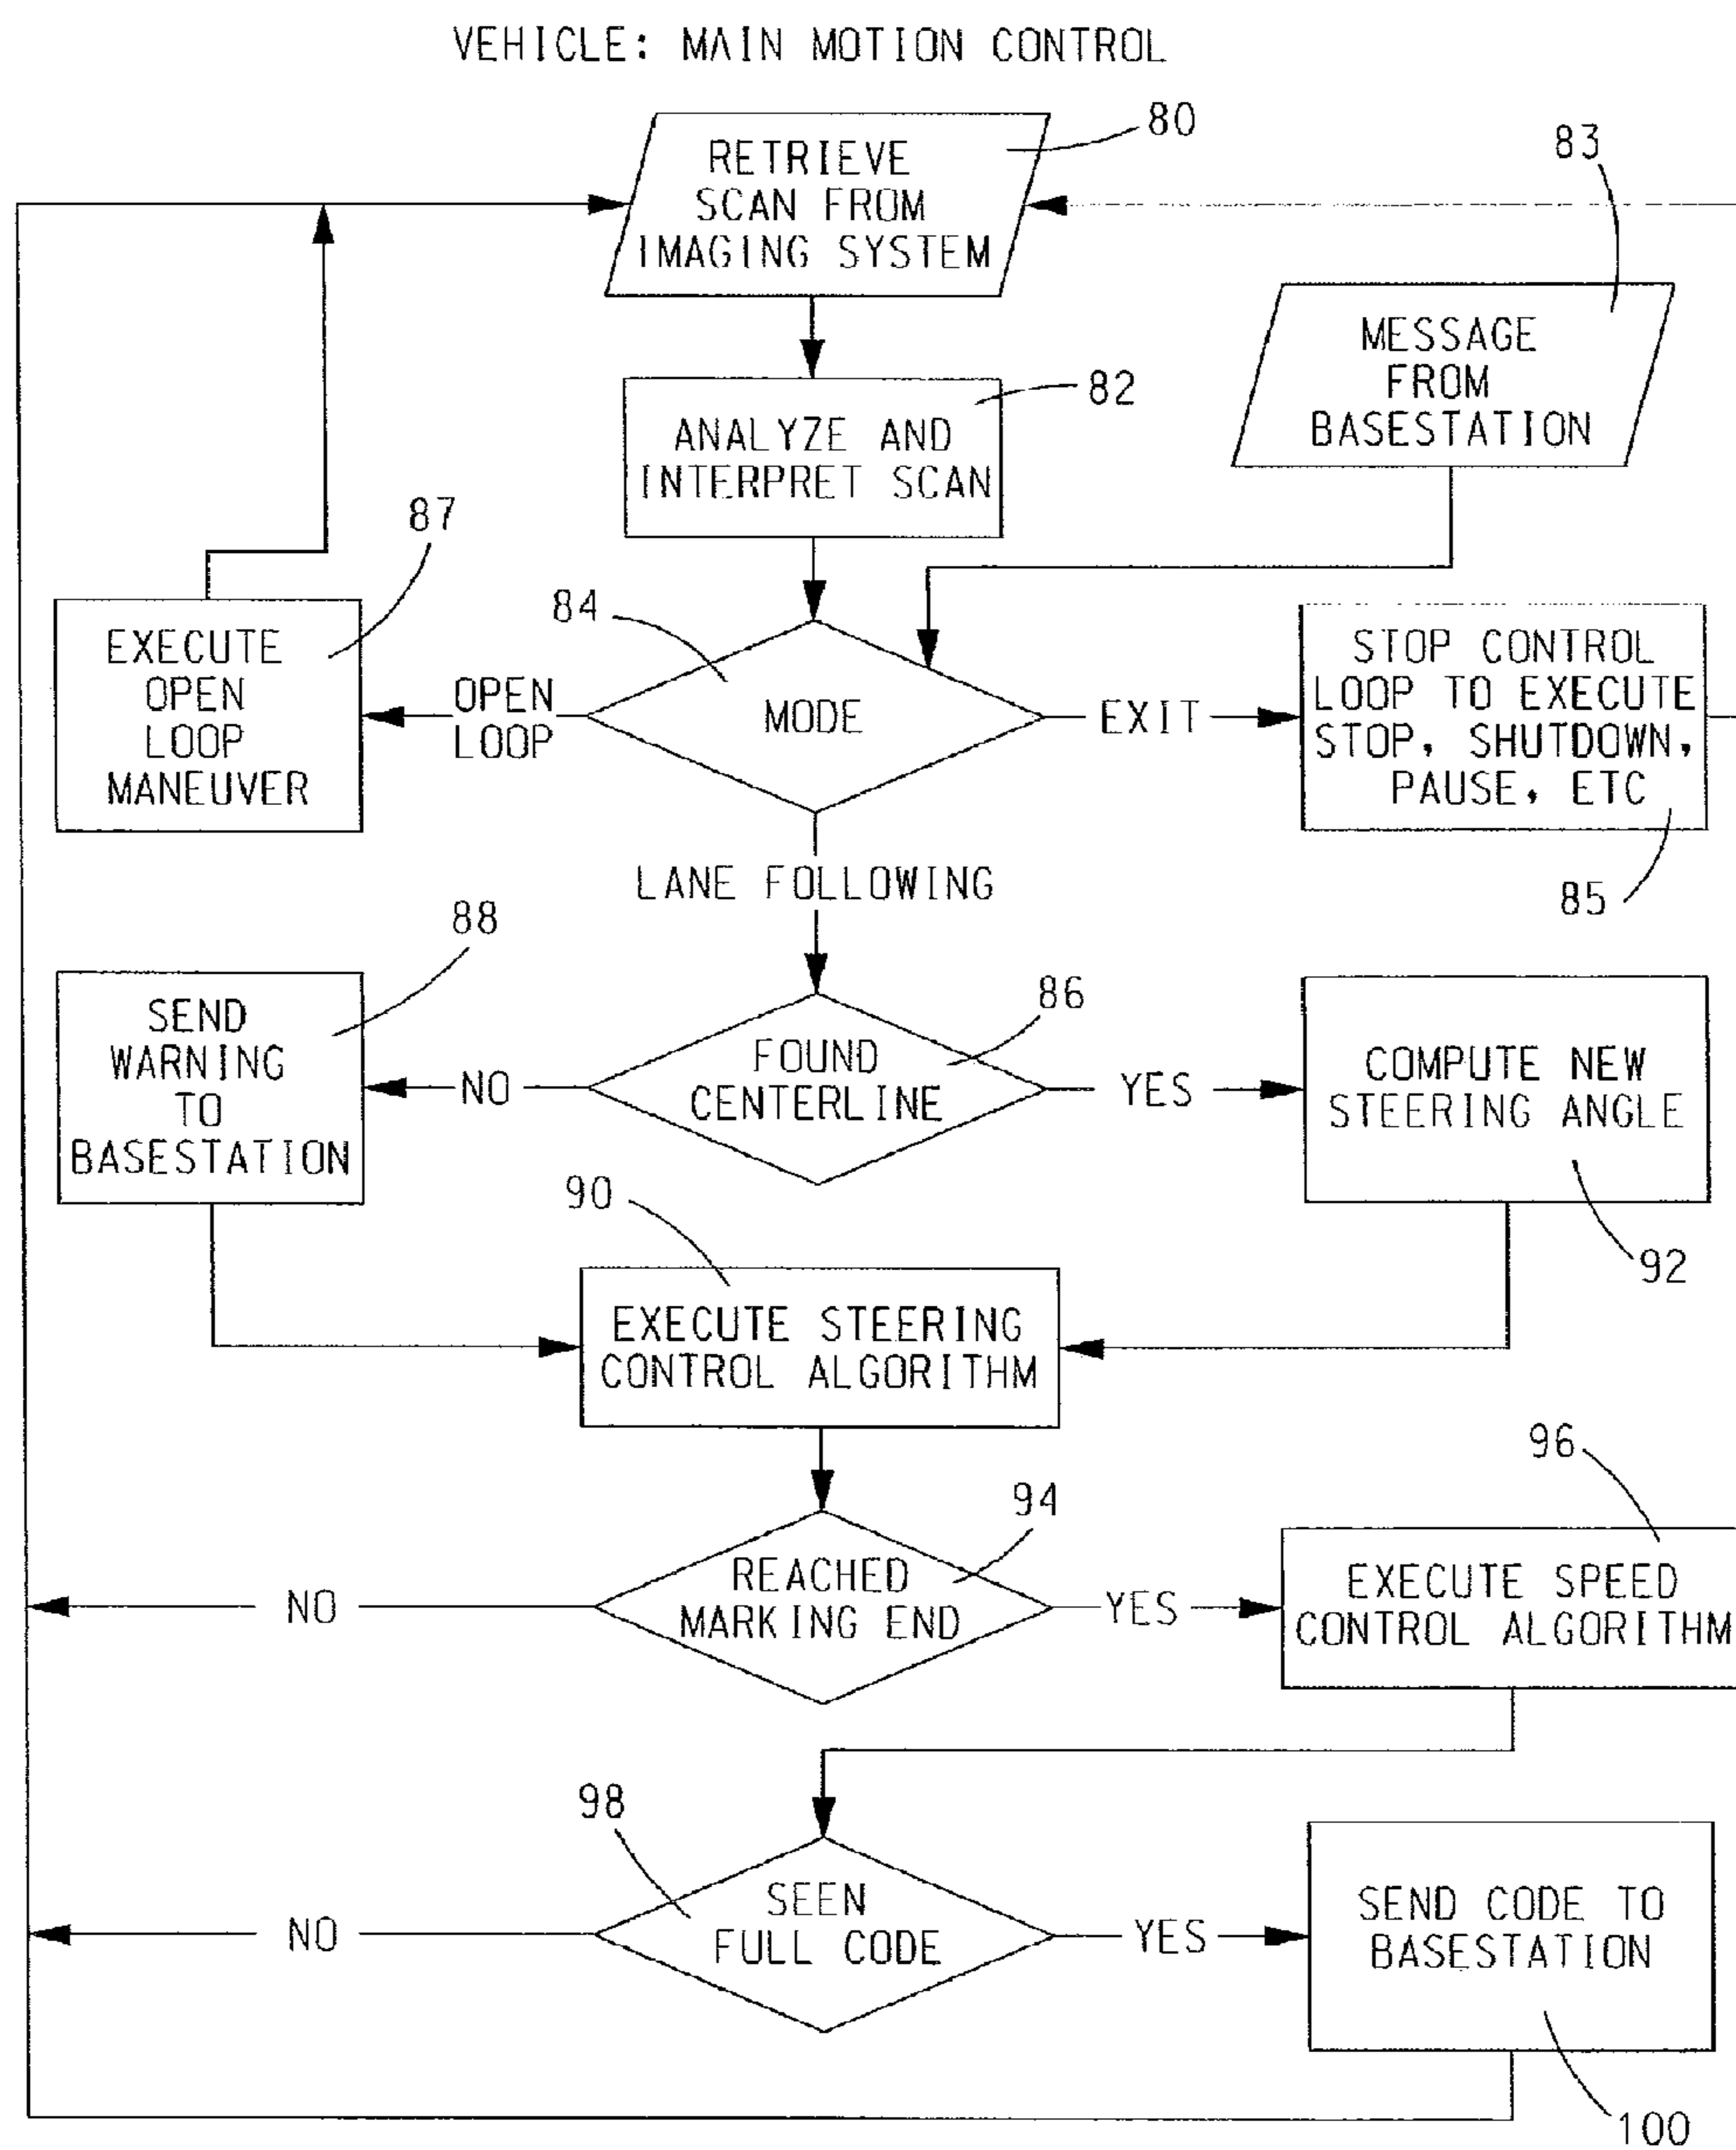 VEHICLE: MAIN MOTION CONTROL
80
RETRIEVE
SCAN FROM
IMAGING SYSTEM
83
MESSAGE
FROM
BASESTATION
82
ANALYZE AND
INTERPRET SCAN
87
EXECUTE
OPEN
LOOP
MANEUVER
OPEN
LOOP
84
MODE
EXIT
STOP CONTROL
LOOP TO EXECUTE
STOP, SHUTDOWN,
PAUSE, ETC
85
LANE FOLLOWING
88
SEND
WARNING
TO
BASESTATION
NO
86
FOUND
CENTERLINE
YES
COMPUTE NEW
STEERING ANGLE
92
90
EXECUTE STEERING
CONTROL ALGORITHM
94
REACHED
MARKING END
NO
YES
96
EXECUTE SPEED
CONTROL ALGORITHM
98
SEEN
FULL CODE
NO
YES
SEND CODE TO
BASESTATION
100